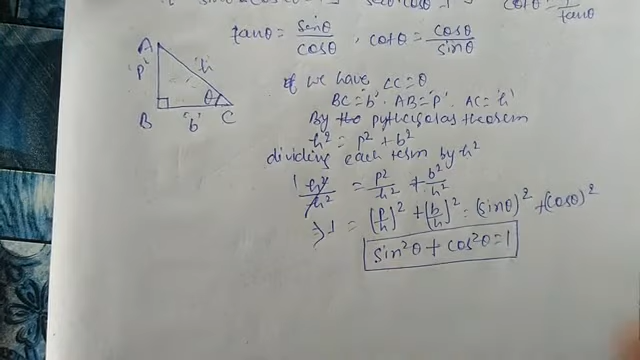 tanθ = sinθ/cosθ , cotθ = cosθ/sinθ
A
'p'
'h'
θ
B
'b'
C
If we have ∠C=θ
BC='b' . AB='p' . AC='h'
By the pythagoras theorem
h² = p² + b²
dividing each term by h²
1 h²/h² = p²/h² + b²/h²
⇒ 1 = (p/h)² + (b/h)² = (sinθ)² + (cosθ)²
sin²θ + cos²θ = 1